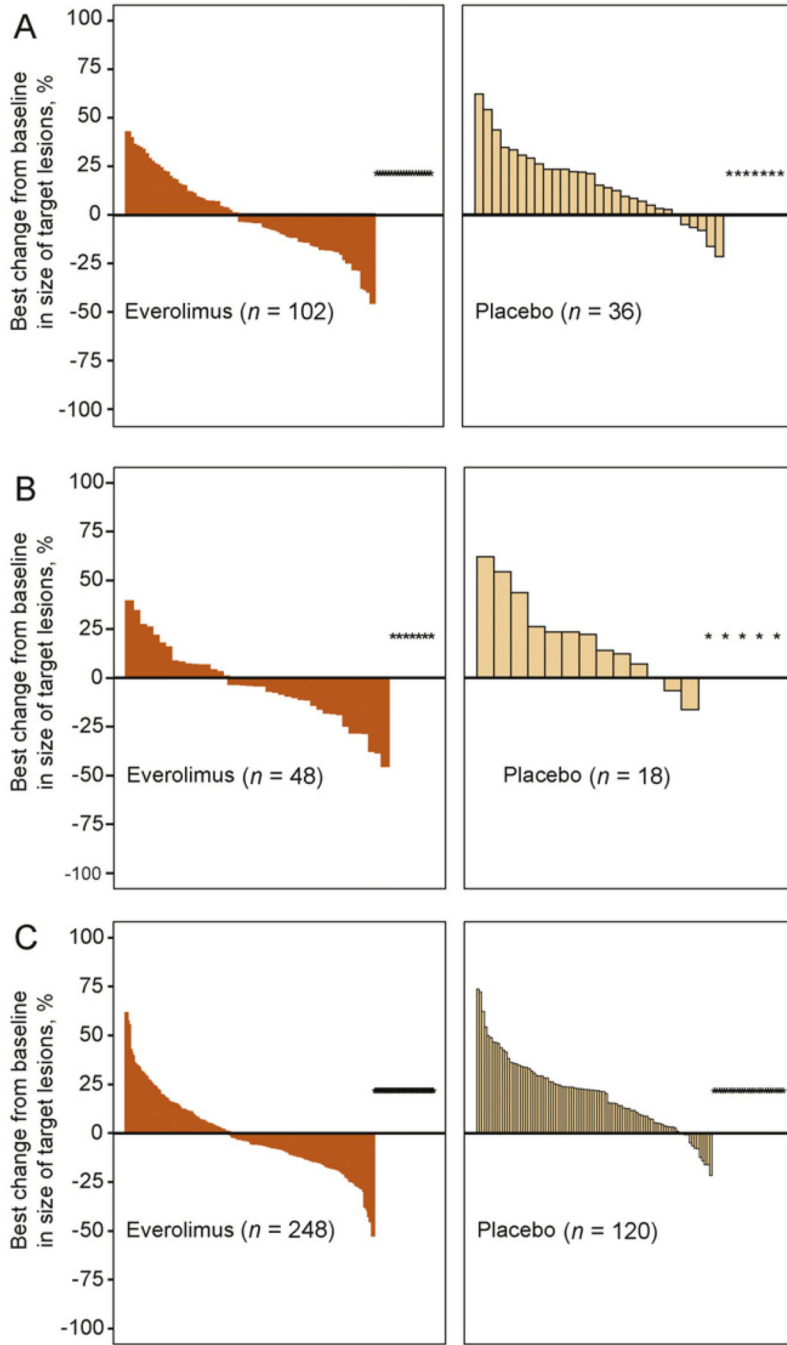 A
Best change from baseline
in size of target lesions, %
100
75
50
25
0
-25
-50
-75
-100
Everolimus (n = 102)
*******
Placebo (n = 36)
B
Best change from baseline
in size of target lesions, %
100
75
50
25
0
-25
-50
-75
-100
*******
Everolimus (n = 48)
* * * * *
Placebo (n = 18)
C
Best change from baseline
in size of target lesions, %
100
75
50
25
0
-25
-50
-75
-100
Everolimus (n = 248)
Placebo (n = 120)